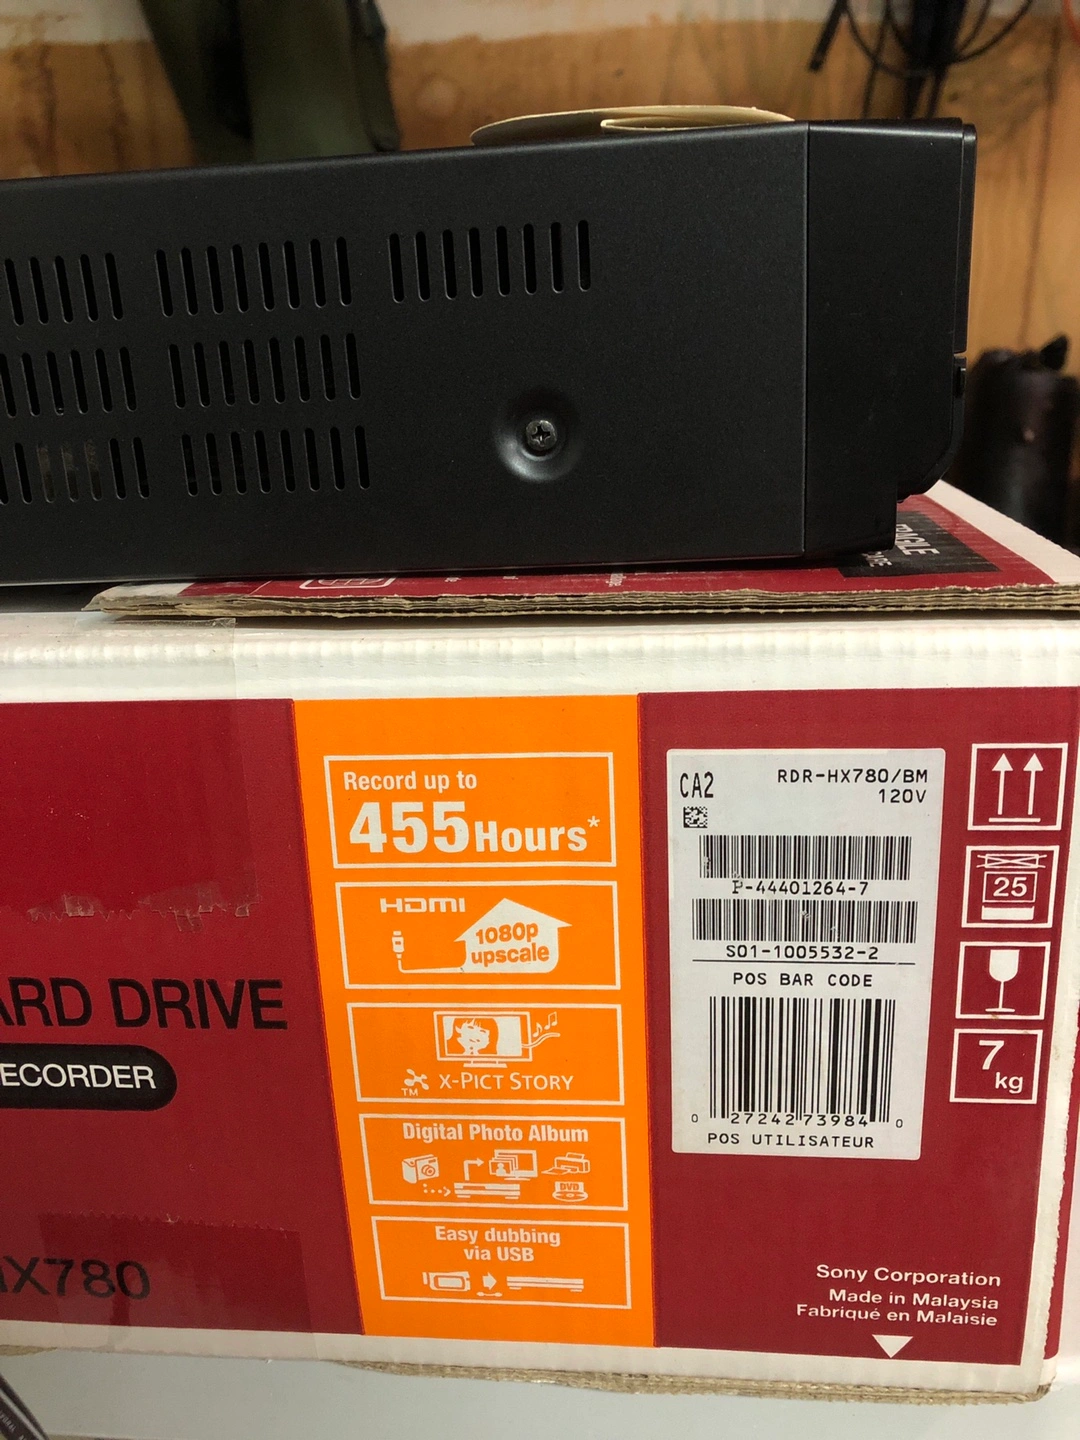 FRAGILE
ARD DRIVE
ECORDER
HX780
Record up to
455Hours*
HDMI
1080p
upscale
TM X-PICT STORY
Digital Photo Album
DVD
Easy dubbing
via USB
CA2
RDR-HX780/BM
120V
P-44401264-7
S01-1005532-2
POS BAR CODE
0 27242 73984 0
POS UTILISATEUR
25
7
kg
Sony Corporation
Made in Malaysia
Fabriqué en Malaisie